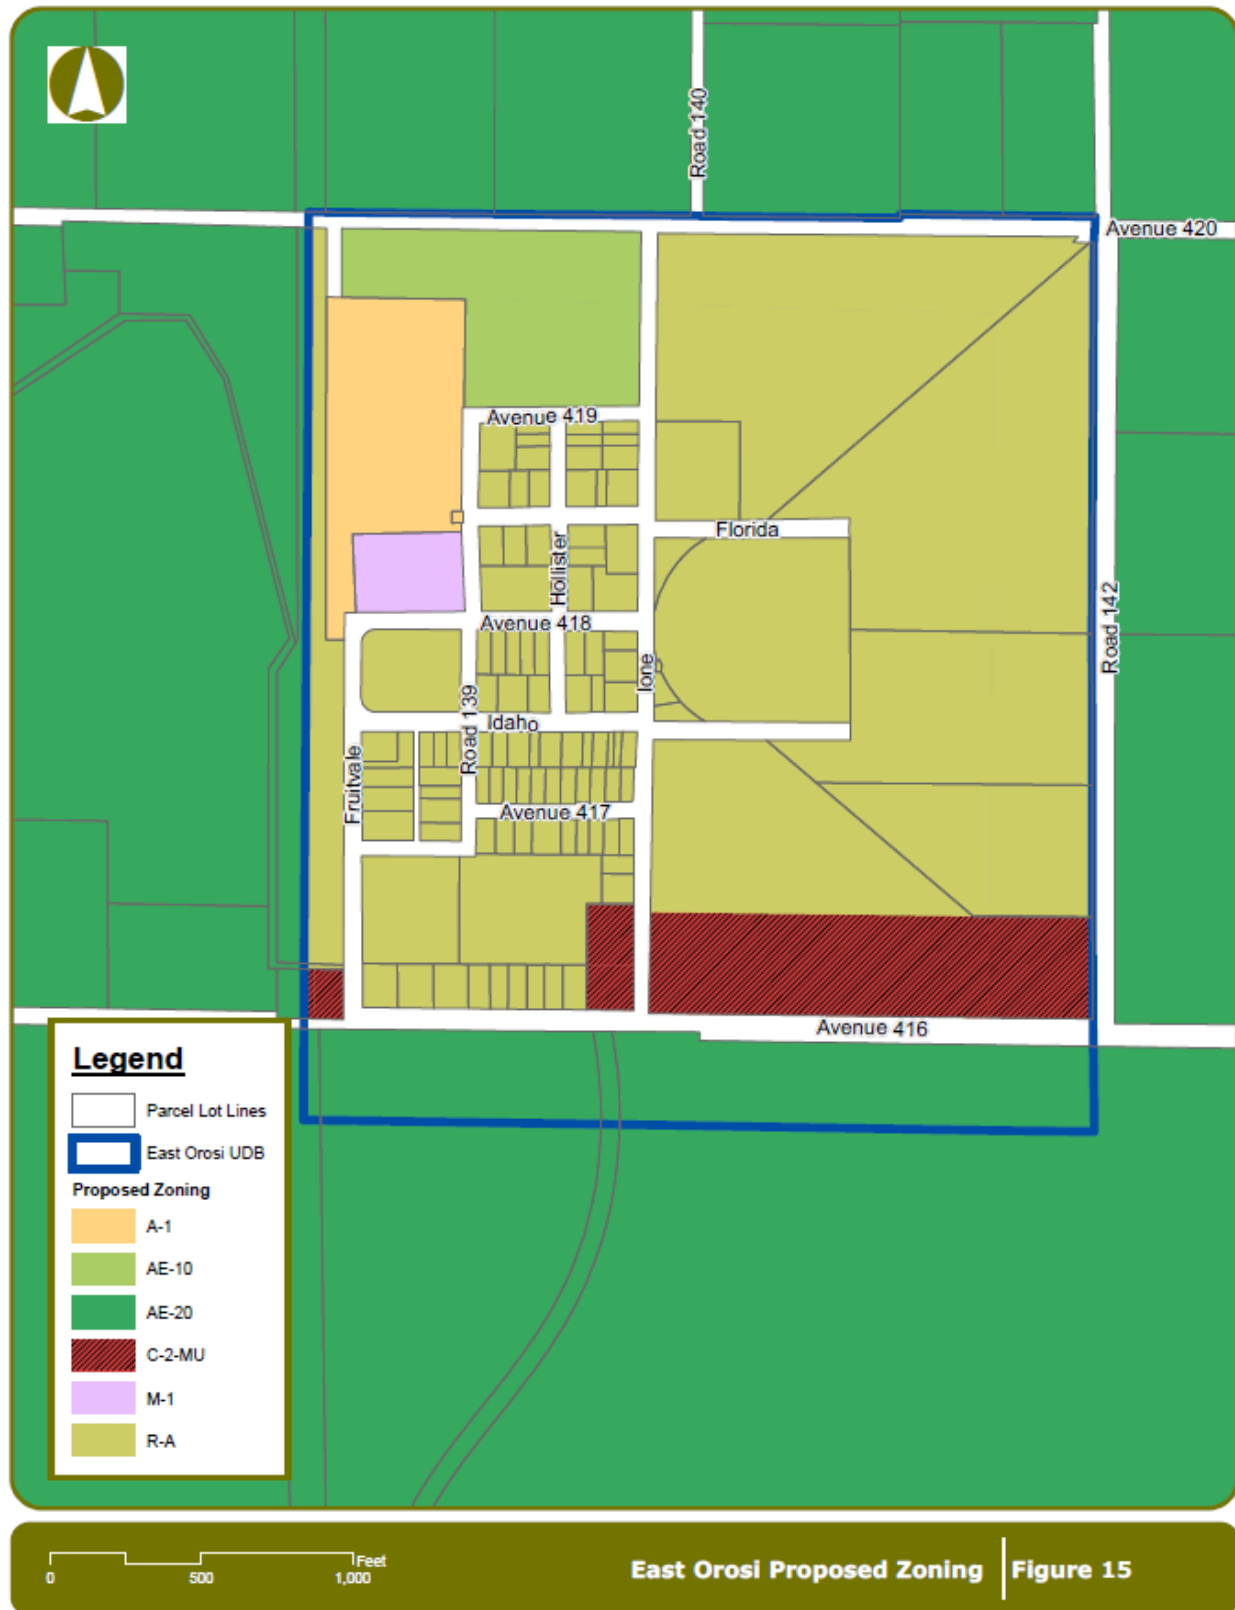 Road 140
Avenue 420
Avenue 419
Florida
Hollister
Avenue 418
Road 142
Ione
Road 139
Idaho
Fruitvale
Avenue 417
Avenue 416
Legend
Parcel Lot Lines
East Orosi UDB
Proposed Zoning
A-1
AE-10
AE-20
C-2-MU
M-1
R-A
Feet
0 500 1,000
East Orosi Proposed Zoning Figure 15